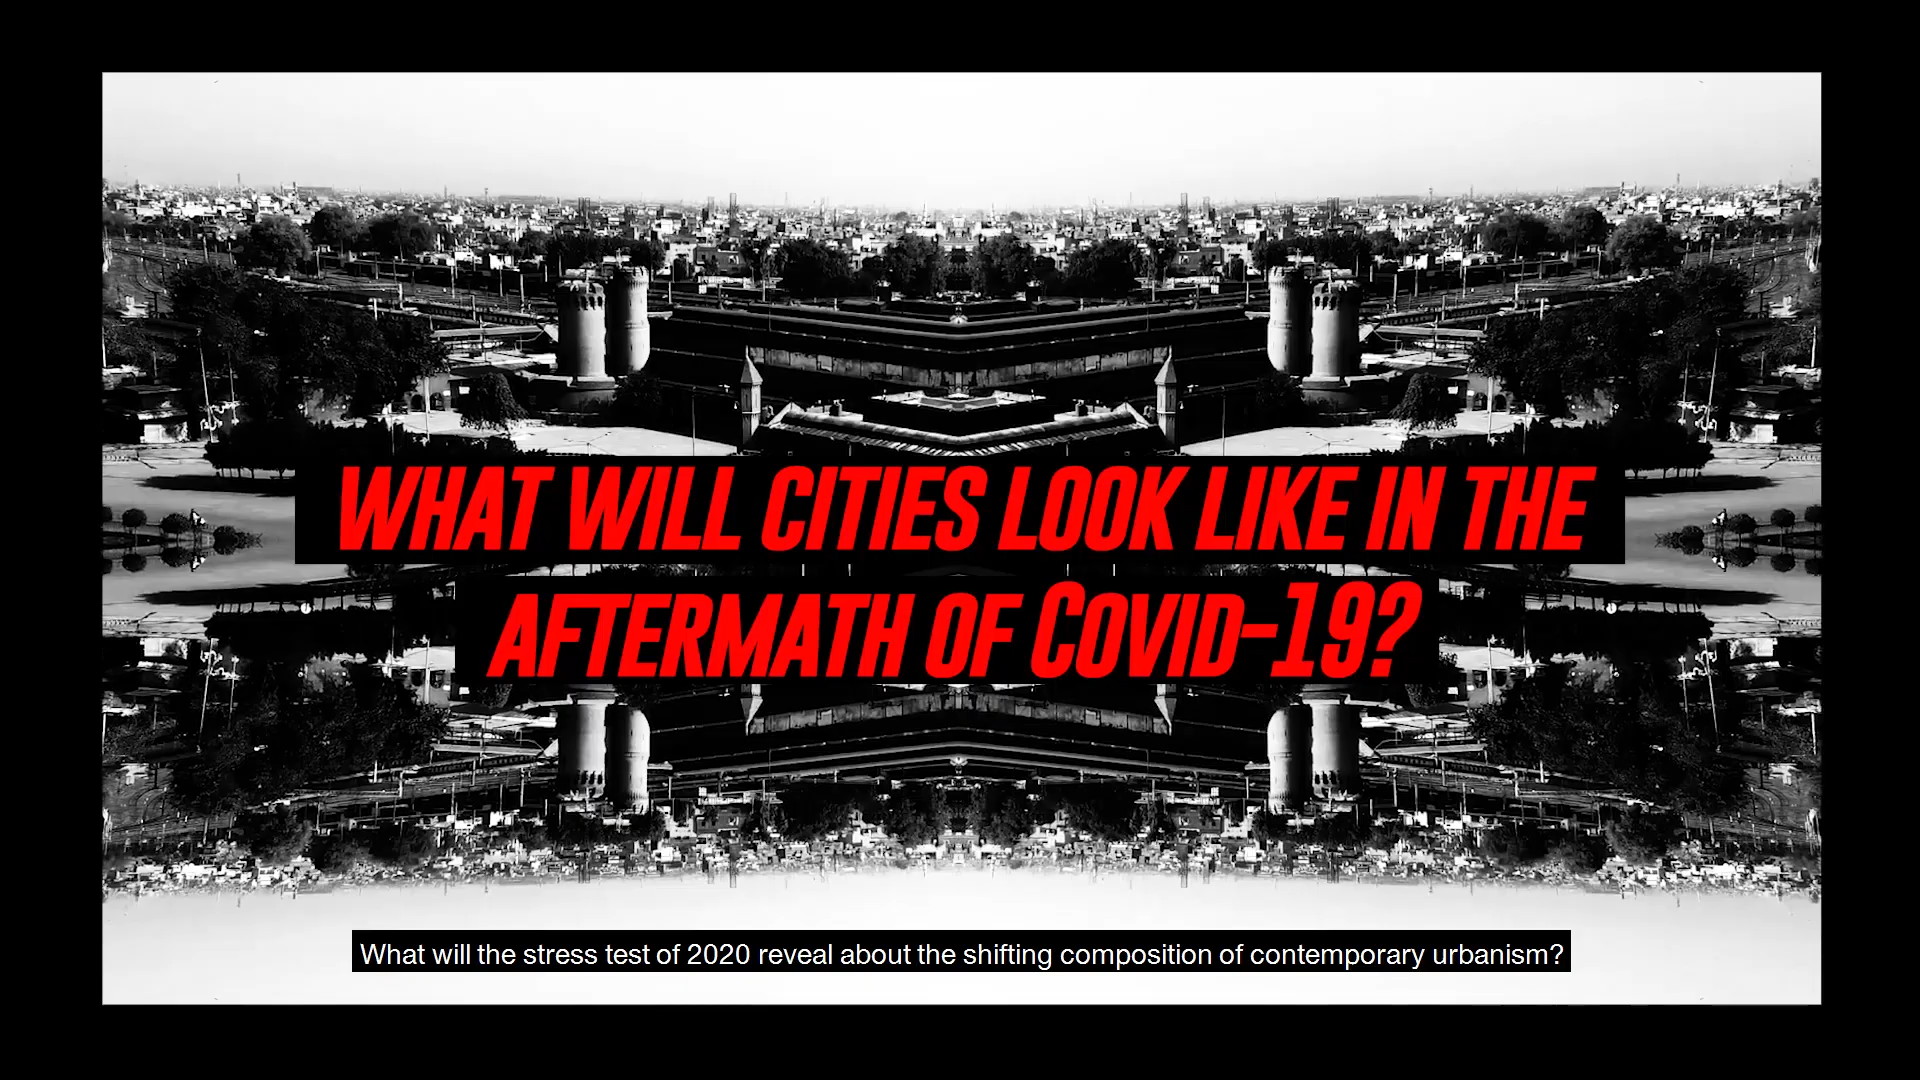 WHAT WILL CITIES LOOK LIKE IN THE
AFTERMATH OF COVID-19?
What will the stress test of 2020 reveal about the shifting composition of contemporary urbanism?